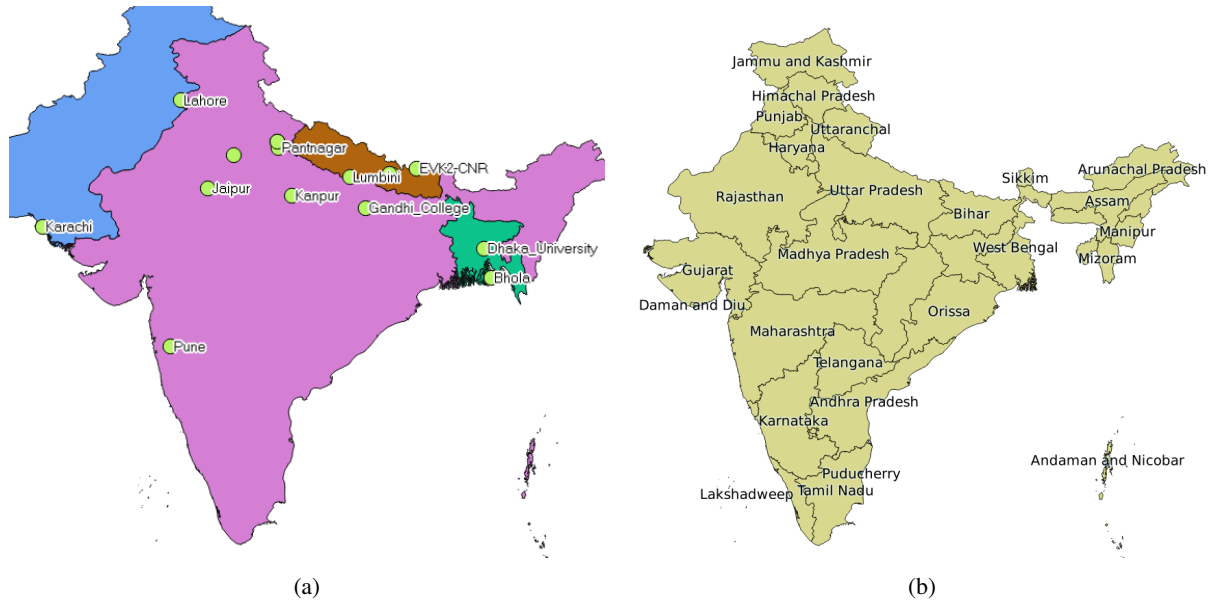 Lahore
Pantnagar
EVK2-CNR
Lumbini
Jaipur
Kanpur
Gandhi_College
Karachi
Dhaka_University
Bhola
Pune
(a)
Jammu and Kashmir
Himachal Pradesh
Punjab
Uttaranchal
Haryana
Sikkim
Arunachal Pradesh
Rajasthan
Uttar Pradesh
Assam
Bihar
Manipur
West Bengal
Madhya Pradesh
Mizoram
Gujarat
Daman and Diu
Orissa
Maharashtra
Telangana
Andhra Pradesh
Karnataka
Andaman and Nicobar
Puducherry
Lakshadweep
Tamil Nadu
(b)